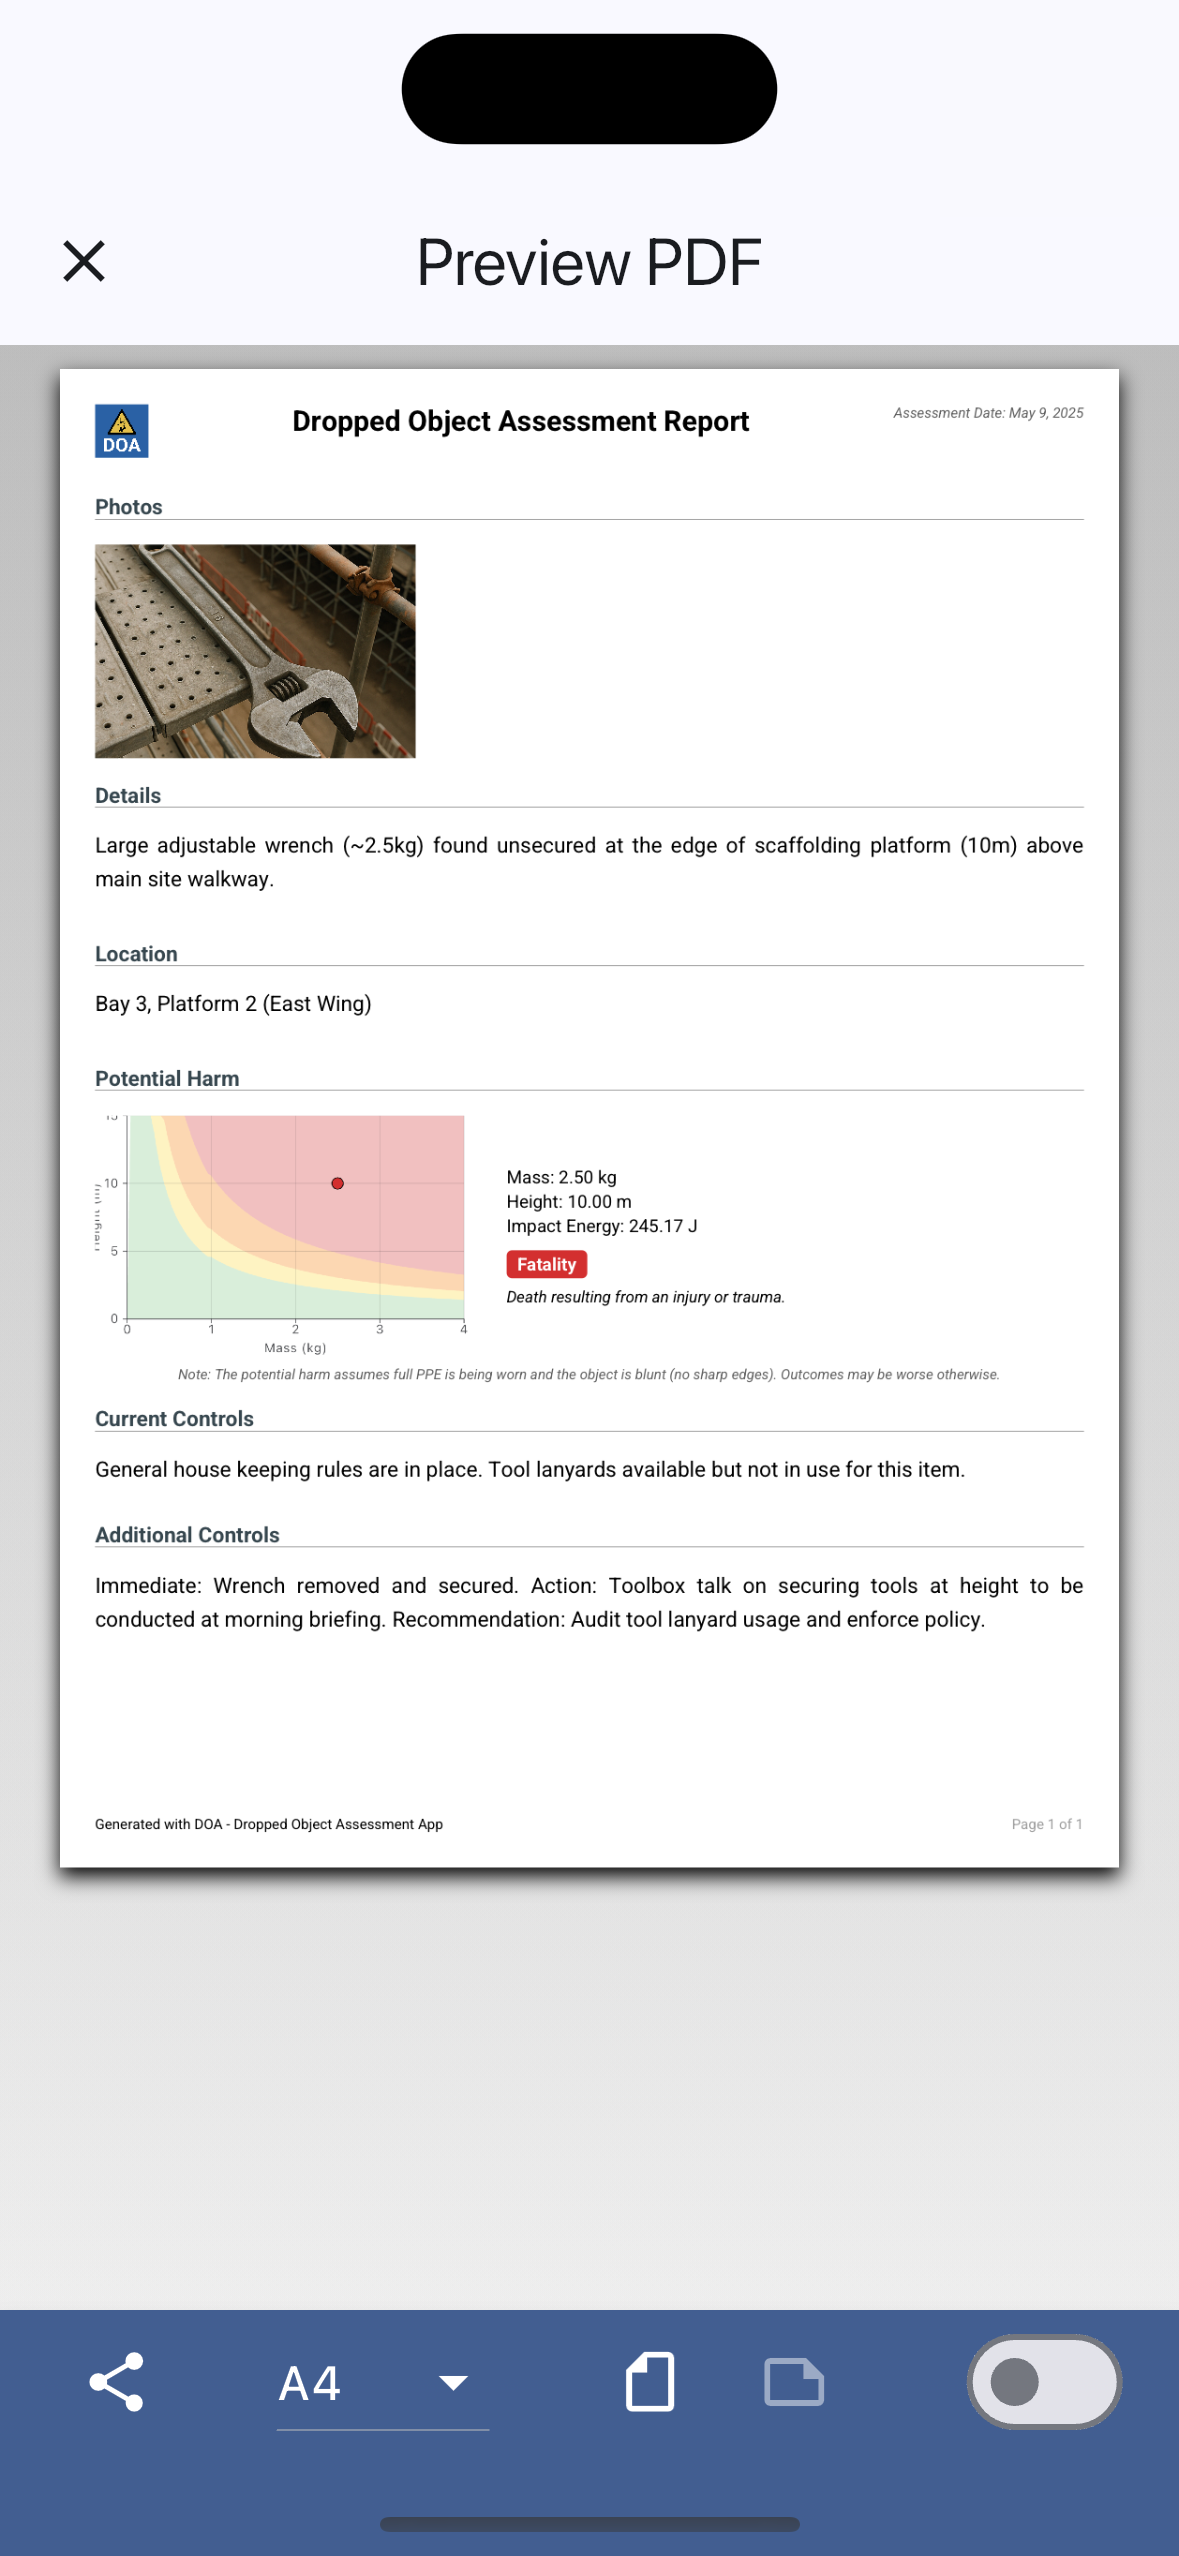 Preview PDF
DOA
Dropped Object Assessment Report
Assessment Date: May 9, 2025
Photos
Details
Large adjustable wrench (~2.5kg) found unsecured at the edge of scaffolding platform (10m) above
main site walkway.
Location
Bay 3, Platform 2 (East Wing)
Potential Harm
15
10
5
0
0 1 2 3 4
Height (m)
Mass (kg)
Mass: 2.50 kg
Height: 10.00 m
Impact Energy: 245.17 J
Fatality
Death resulting from an injury or trauma.
Note: The potential harm assumes full PPE is being worn and the object is blunt (no sharp edges). Outcomes may be worse otherwise.
Current Controls
General house keeping rules are in place. Tool lanyards available but not in use for this item.
Additional Controls
Immediate: Wrench removed and secured. Action: Toolbox talk on securing tools at height to be
conducted at morning briefing. Recommendation: Audit tool lanyard usage and enforce policy.
Generated with DOA - Dropped Object Assessment App
Page 1 of 1
A4